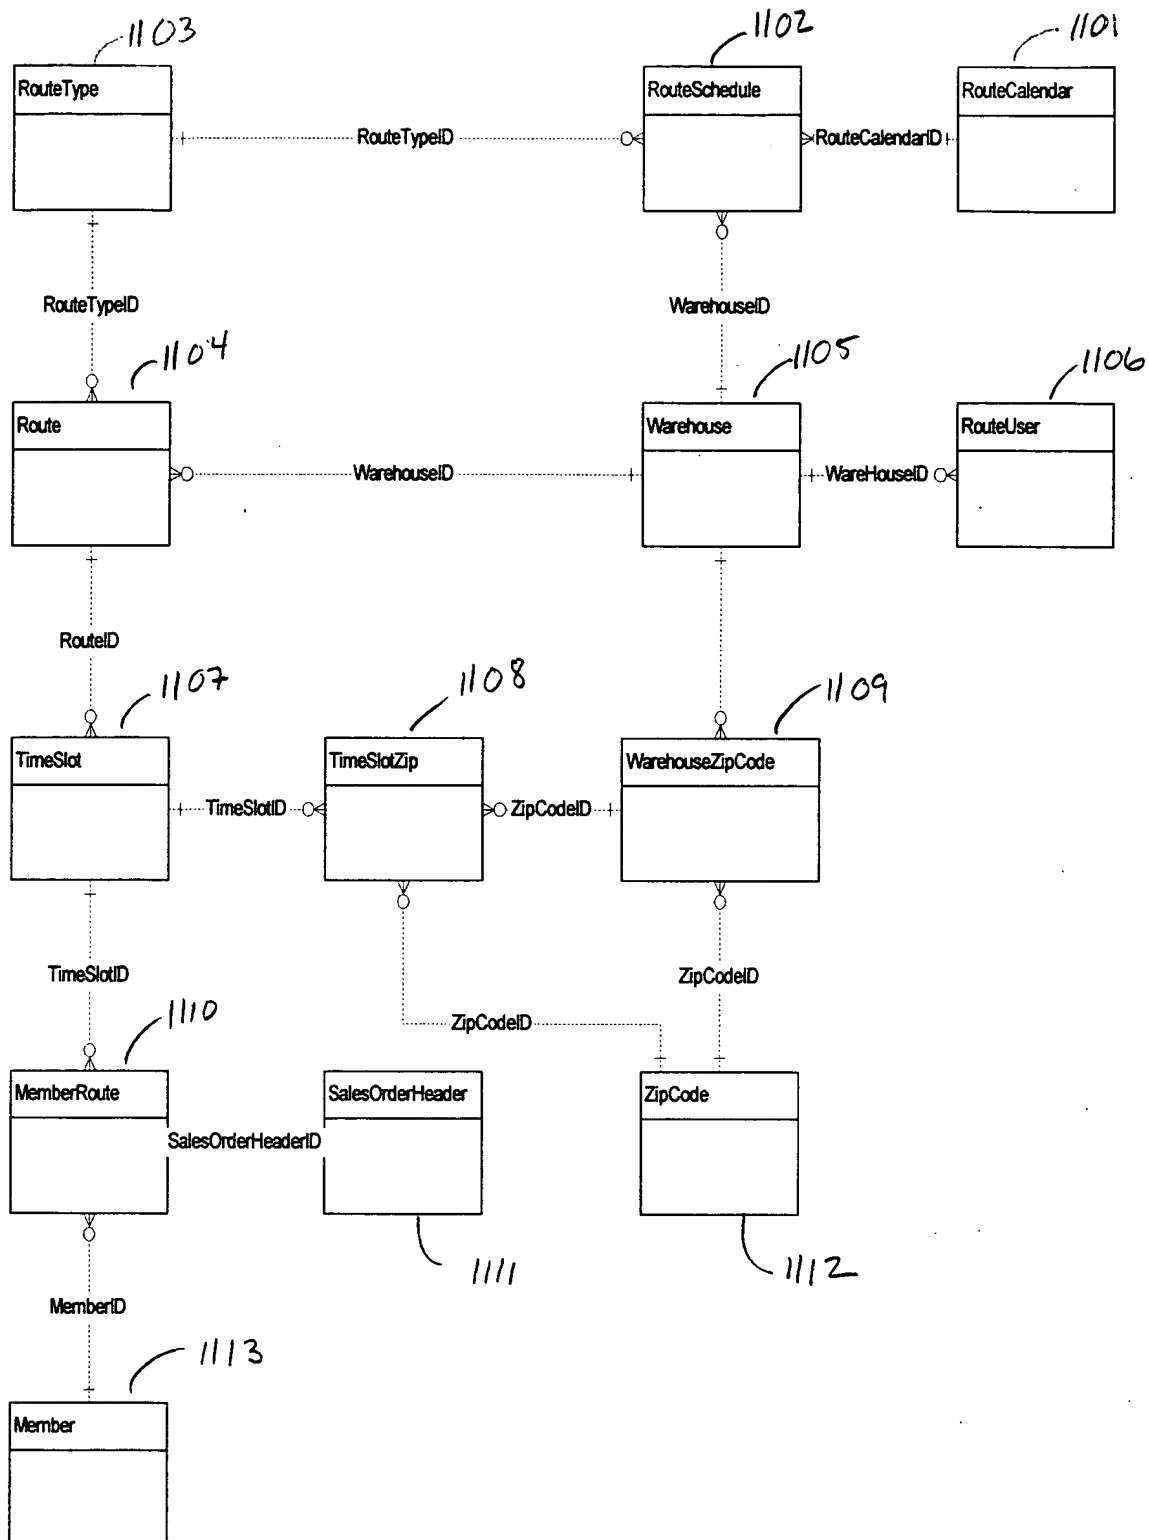 1103
1102
1101
RouteType
RouteSchedule
RouteCalendar
RouteTypeID
RouteCalendarID
RouteTypeID
WarehouseID
1104
1105
1106
Route
Warehouse
RouteUser
WarehouseID
WareHouseID
RouteID
1107
1108
1109
TimeSlot
TimeSlotZip
WarehouseZipCode
TimeSlotID
ZipCodeID
TimeSlotID
ZipCodeID
ZipCodeID
1110
MemberRoute
SalesOrderHeader
ZipCode
SalesOrderHeaderID
1111
1112
MemberID
1113
Member